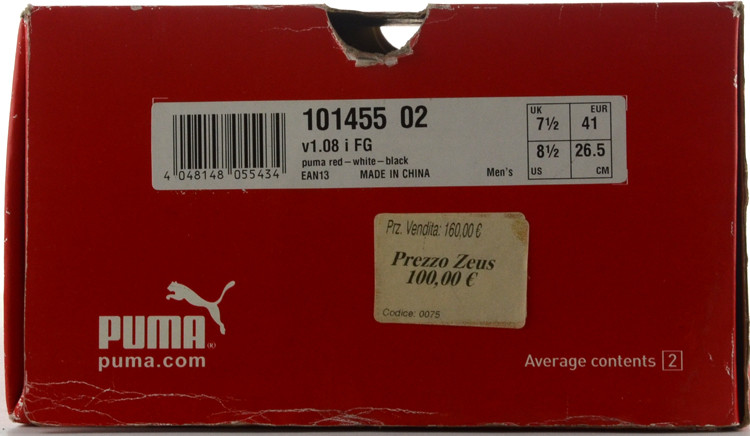 101455 02
v1.08 i FG
puma red-white-black
EAN13 MADE IN CHINA Men's
4 048148 055434
UK EUR
7½ 41
8½ 26.5
US CM
Prz. Vendita: 160,00 €
Prezzo Zeus
100,00 €
Codice: 0075
PUMA®
puma.com
Average contents 2